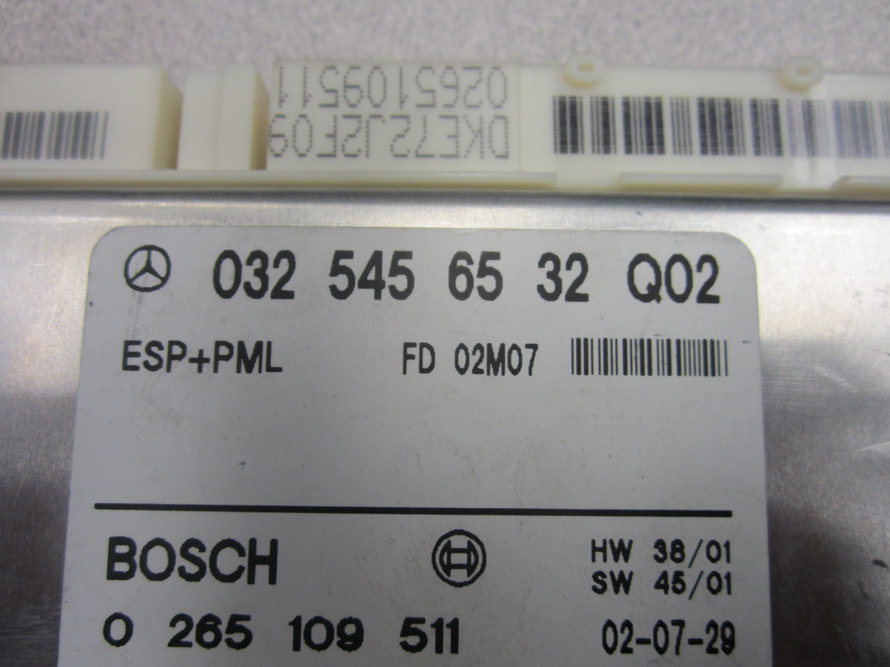 0265109511
DKE72J2F09
032 545 65 32 Q02
ESP+PML FD 02M07
BOSCH HW 38/01
SW 45/01
0 265 109 511 02-07-29